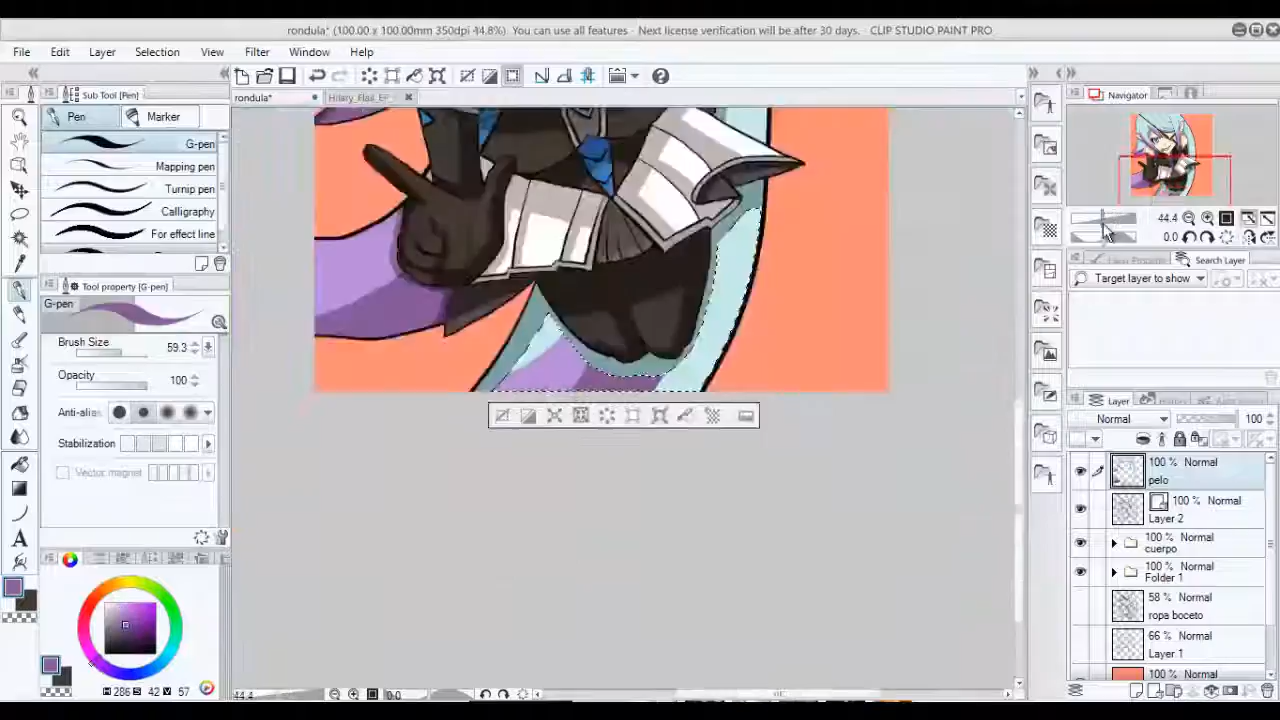 rondula* (100.00 x 100.00mm 350dpi 44.8%) You can use all features - Next license verification will be after 30 days. CLIP STUDIO PAINT PRO
File Edit Layer Selection View Filter Window Help
Sub Tool [Pen]
Pen Marker
G-pen
Mapping pen
Turnip pen
Calligraphy
For effect line
Tool property [G-pen]
G-pen
Brush Size 59.3
Opacity 100
Anti-alias
Stabilization
Vector magnet
286 S 42 V 57
rondula*
44.4 0.0
Navigator
44.4
0.0
Search Layer
Target layer to show
Layer
Normal 100
100 % Normal
pelo
100 % Normal
Layer 2
100 % Normal
cuerpo
100 % Normal
Folder 1
58 % Normal
ropa boceto
66 % Normal
Layer 1
100 % Normal